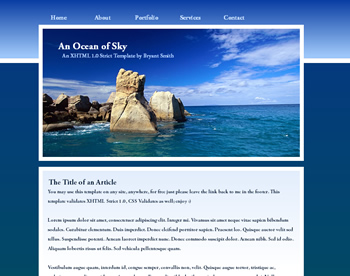 Home About Portfolio Services Contact
An Ocean of Sky
An XHTML 1.0 Strict Template by Bryant Smith
The Title of an Article
You may use this template on any site, anywhere, for free just please leave the link back to me in the footer. This
template validates XHTML Strict 1.0, CSS Validates as well; enjoy :)
Lorem ipsum dolor sit amet, consectetuer adipiscing elit. Integer mi. Vivamus sit amet neque vitae sapien bibendum
sodales. Curabitur elementum. Duis imperdiet. Donec eleifend porttitor sapien. Praesent leo. Quisque auctor velit sed
tellus. Suspendisse potenti. Aenean laoreet imperdiet nunc. Donec commodo suscipit dolor. Aenean nibh. Sed id odio.
Aliquam lobortis risus ut felis. Sed vehicula pellentesque quam.
Vestibulum augue quam, interdum id, congue semper, convallis non, velit. Quisque augue tortor, tristique ac,